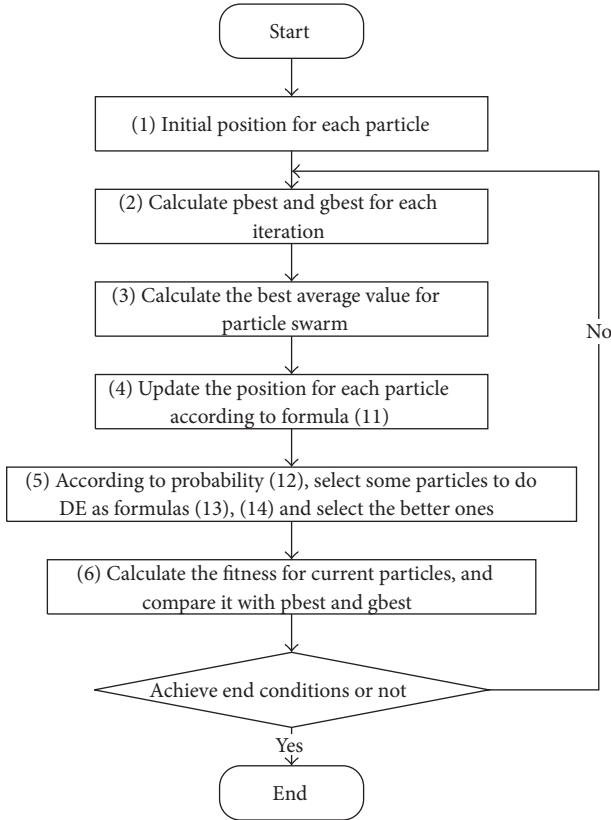 Start
(1) Initial position for each particle
(2) Calculate pbest and gbest for each
iteration
(3) Calculate the best average value for
particle swarm
No
(4) Update the position for each particle
according to formula (11)
(5) According to probability (12), select some particles to do
DE as formulas (13), (14) and select the better ones
(6) Calculate the fitness for current particles, and
compare it with pbest and gbest
Achieve end conditions or not
Yes
End